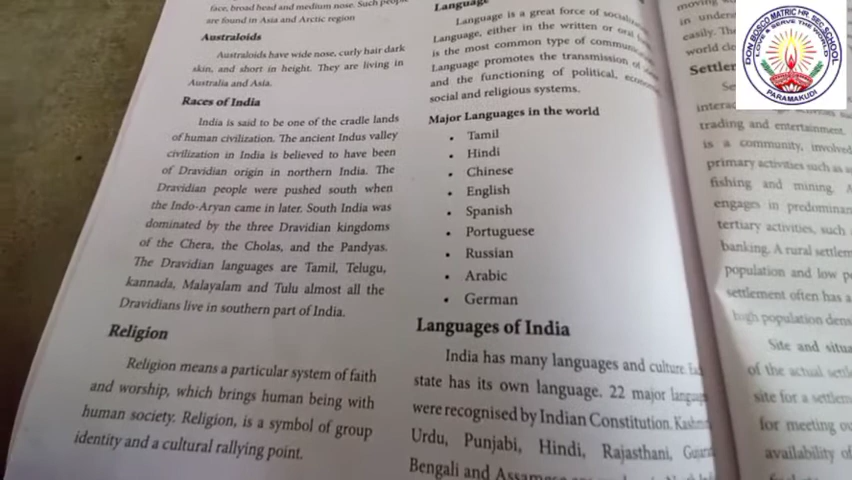 face, broad head and medium nose. Such people
are found in Asia and Arctic region
Australoids
Australoids have wide nose, curly hair dark
skin, and short in height. They are living in
Australia and Asia.
Races of India
India is said to be one of the cradle lands
of human civilization. The ancient Indus valley
civilization in India is believed to have been
of Dravidian origin in northern India. The
Dravidian people were pushed south when
the Indo-Aryan came in later. South India was
dominated by the three Dravidian kingdoms
of the Chera, the Cholas, and the Pandyas.
The Dravidian languages are Tamil, Telugu,
kannada, Malayalam and Tulu almost all the
Dravidians live in southern part of India.
Religion
Religion means a particular system of faith
and worship, which brings human being with
human society. Religion, is a symbol of group
identity and a cultural rallying point.
Language
Language is a great force of
Language, either in the written or oral
is the most common type of
Language promotes the transmission of
and the functioning of political,
social and religious systems.
Major Languages in the world
• Tamil
• Hindi
• Chinese
• English
• Spanish
• Portuguese
• Russian
• Arabic
• German
Languages of India
India has many languages and culture.
state has its own language. 22 major
were recognised by Indian Constitution.
Urdu, Punjabi, Hindi, Rajasthani,
Bengali and
moving
in
easily.
world
trading and entertainment.
is a community, involved
primary activities such as
fishing and mining.
engages in
tertiary activities, such
banking. A rural
population and low
settlement often has a
high population
Site and
of the actual
site for a
for meeting
availability of
DON BOSCO MATRIC HR SEC SCHOOL
LOVE & SERVE THE WORLD
PARAMAKUDI